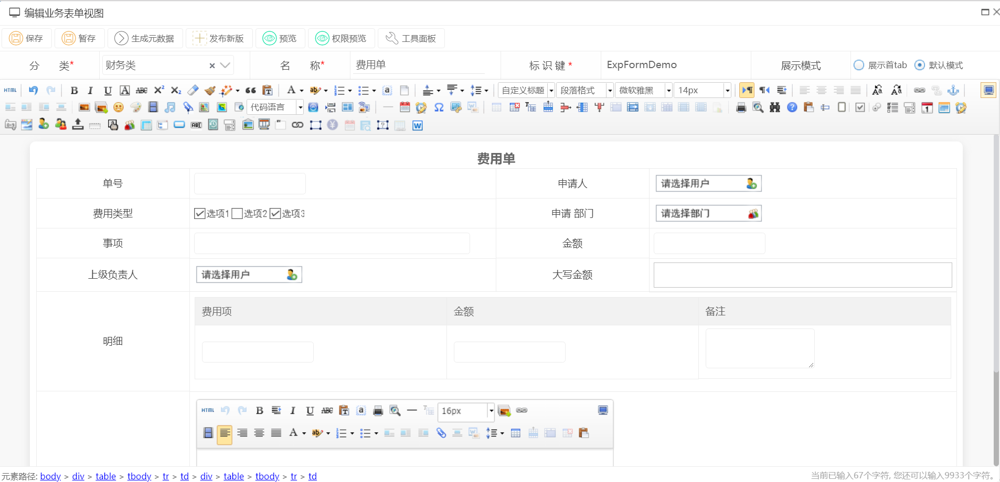 编辑业务表单视图
保存 暂存 生成元数据 发布新版 预览 权限预览 工具面板
分 类* 财务类 名 称* 费用单 标 识 键 * ExpFormDemo 展示模式 展示首tab 默认模式
HTML B I U A ABC X² X₂ A ab a 自定义标题 段落格式 微软雅黑 14px
代码语言 Ω
0-9 ABI W
费用单
单号 申请人 请选择用户
费用类型 选项1 选项2 选项3 申请 部门 请选择部门
事项 金额
上级负责人 请选择用户 大写金额
明细 费用项 金额 备注
HTML B I U ABC a 16px
A ab
元素路径: body > div > table > tbody > tr > td > div > table > tbody > tr > td
当前已输入67个字符, 您还可以输入9933个字符。